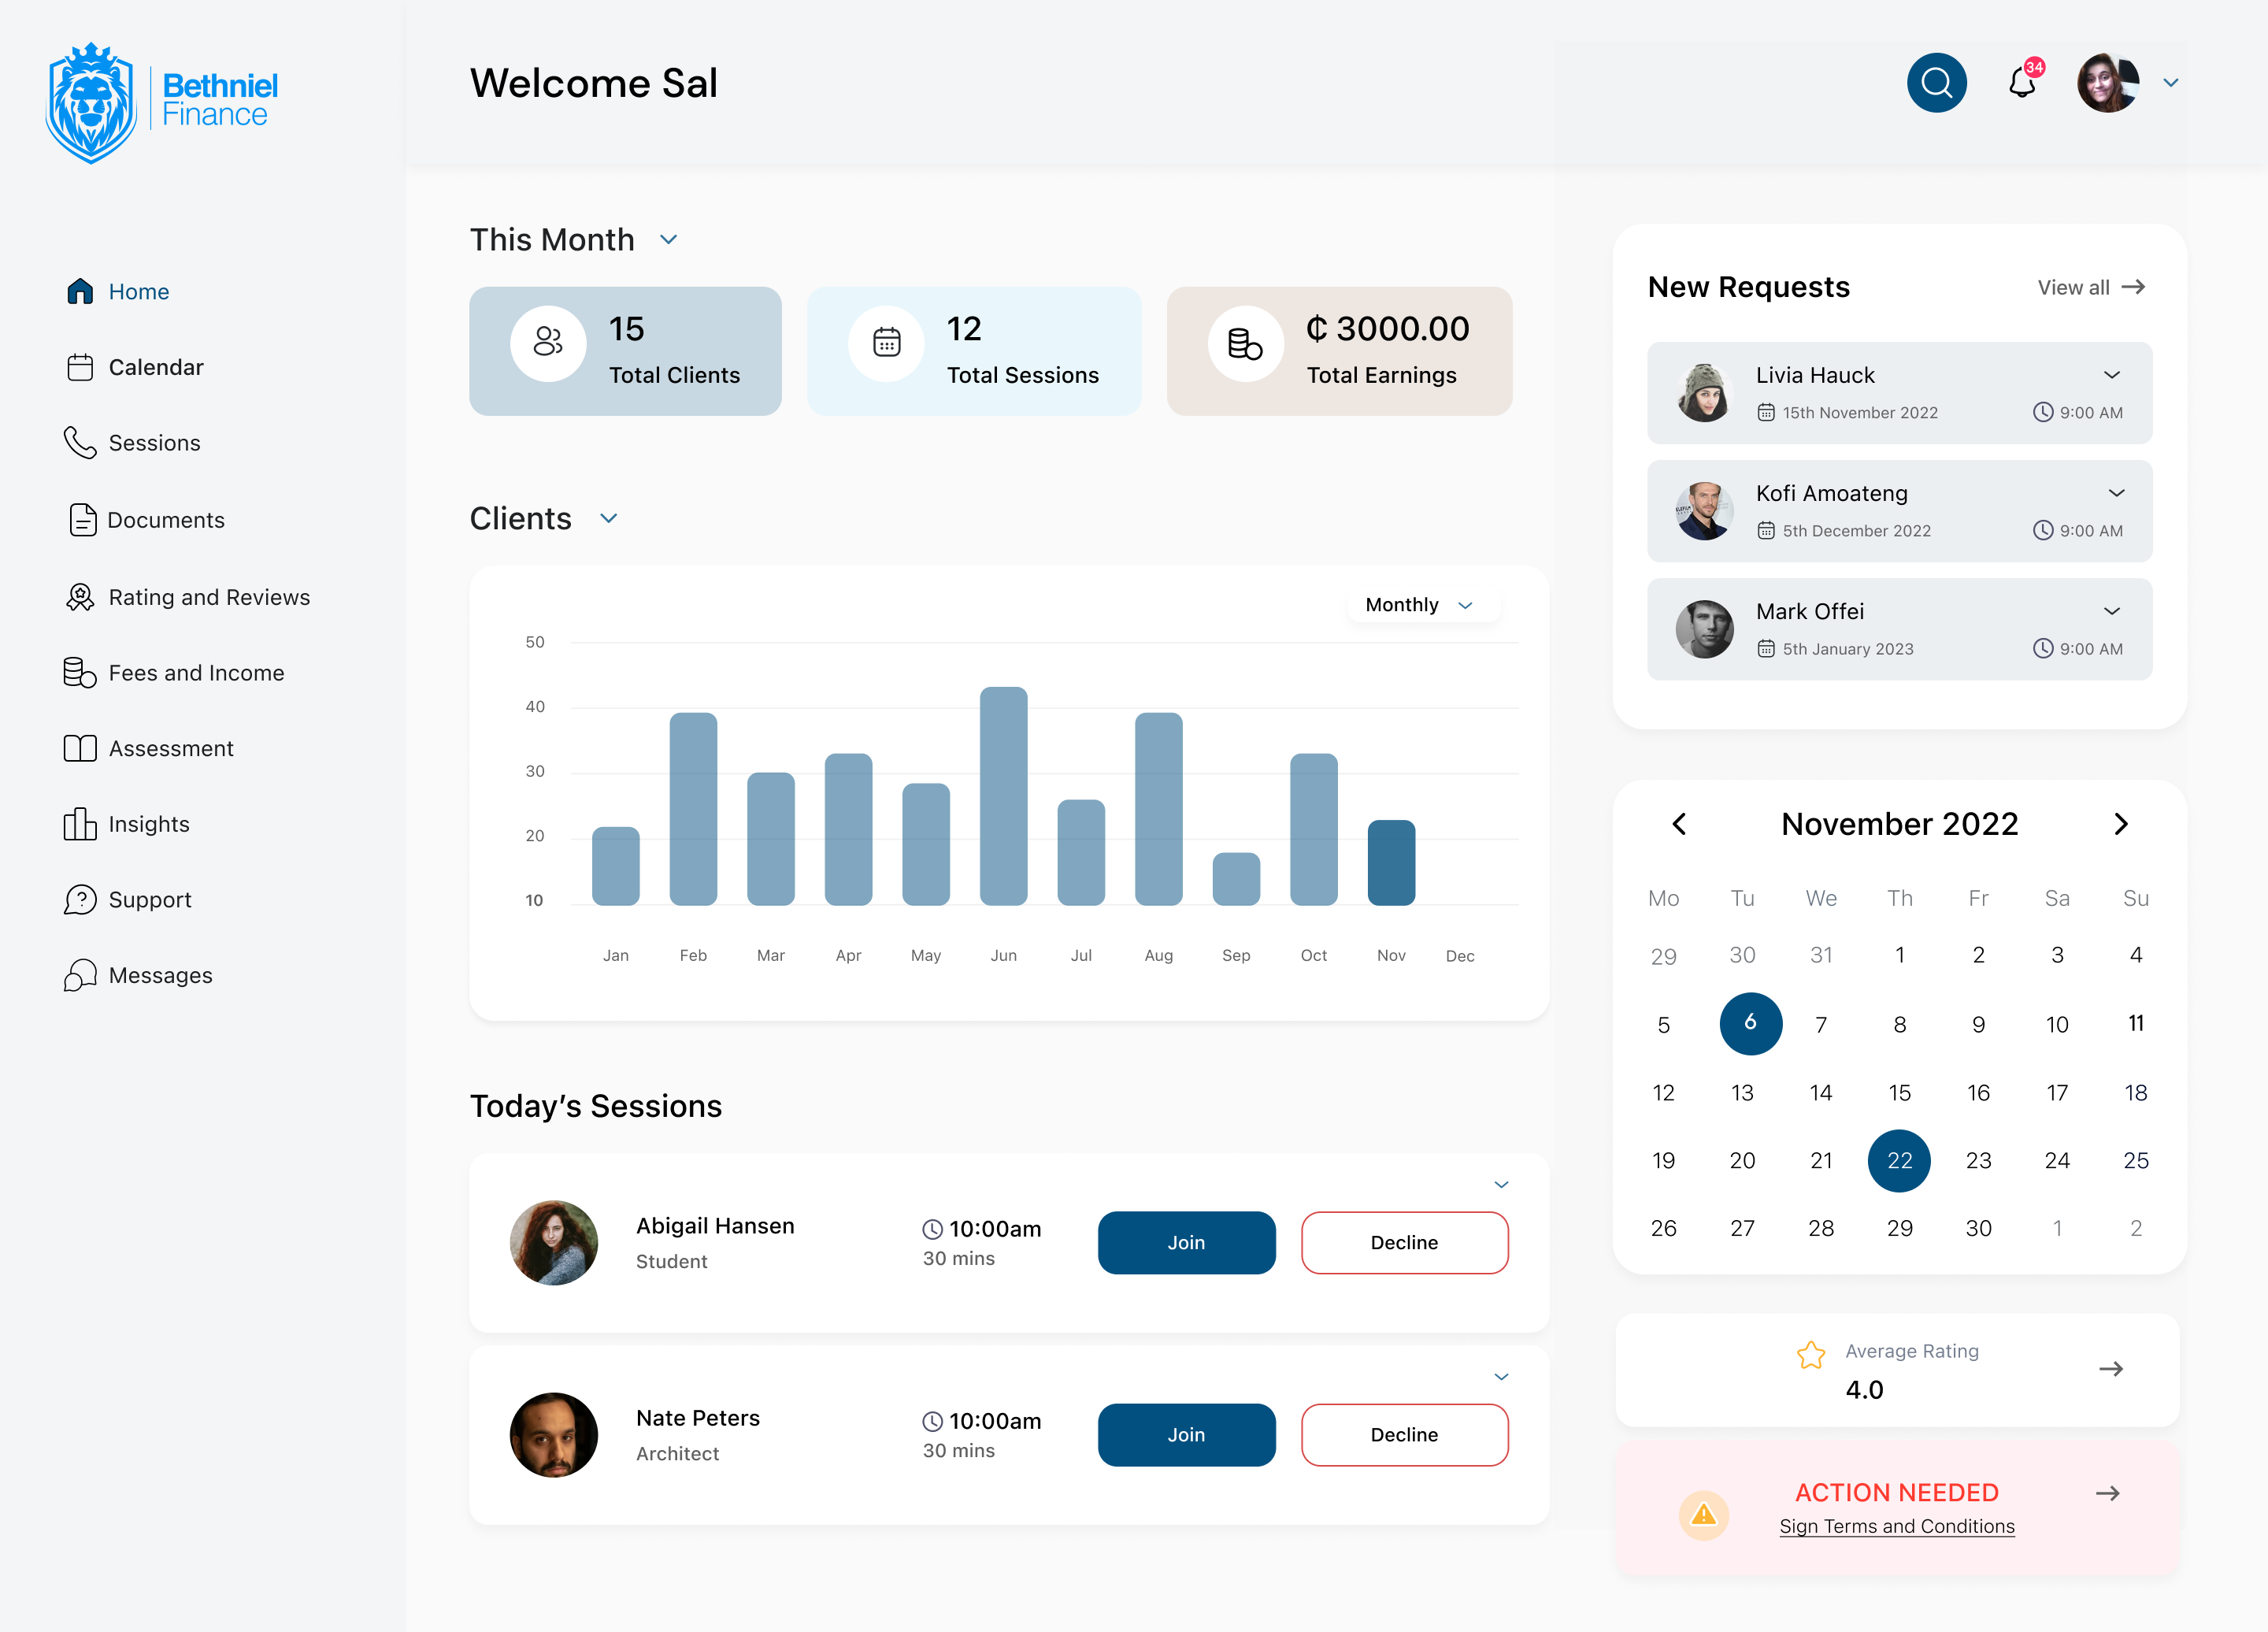 Bethniel
Finance
Welcome Sal
34
Home
Calendar
Sessions
Documents
Rating and Reviews
Fees and Income
Assessment
Insights
Support
Messages
This Month
15
Total Clients
12
Total Sessions
₵ 3000.00
Total Earnings
Clients
Monthly
50
40
30
20
10
Jan Feb Mar Apr May Jun Jul Aug Sep Oct Nov Dec
Today’s Sessions
Abigail Hansen
Student
10:00am
30 mins
Join
Decline
Nate Peters
Architect
10:00am
30 mins
Join
Decline
New Requests
View all
Livia Hauck
15th November 2022
9:00 AM
Kofi Amoateng
5th December 2022
9:00 AM
Mark Offei
5th January 2023
9:00 AM
November 2022
Mo Tu We Th Fr Sa Su
29 30 31 1 2 3 4
5 6 7 8 9 10 11
12 13 14 15 16 17 18
19 20 21 22 23 24 25
26 27 28 29 30 1 2
Average Rating
4.0
ACTION NEEDED
Sign Terms and Conditions